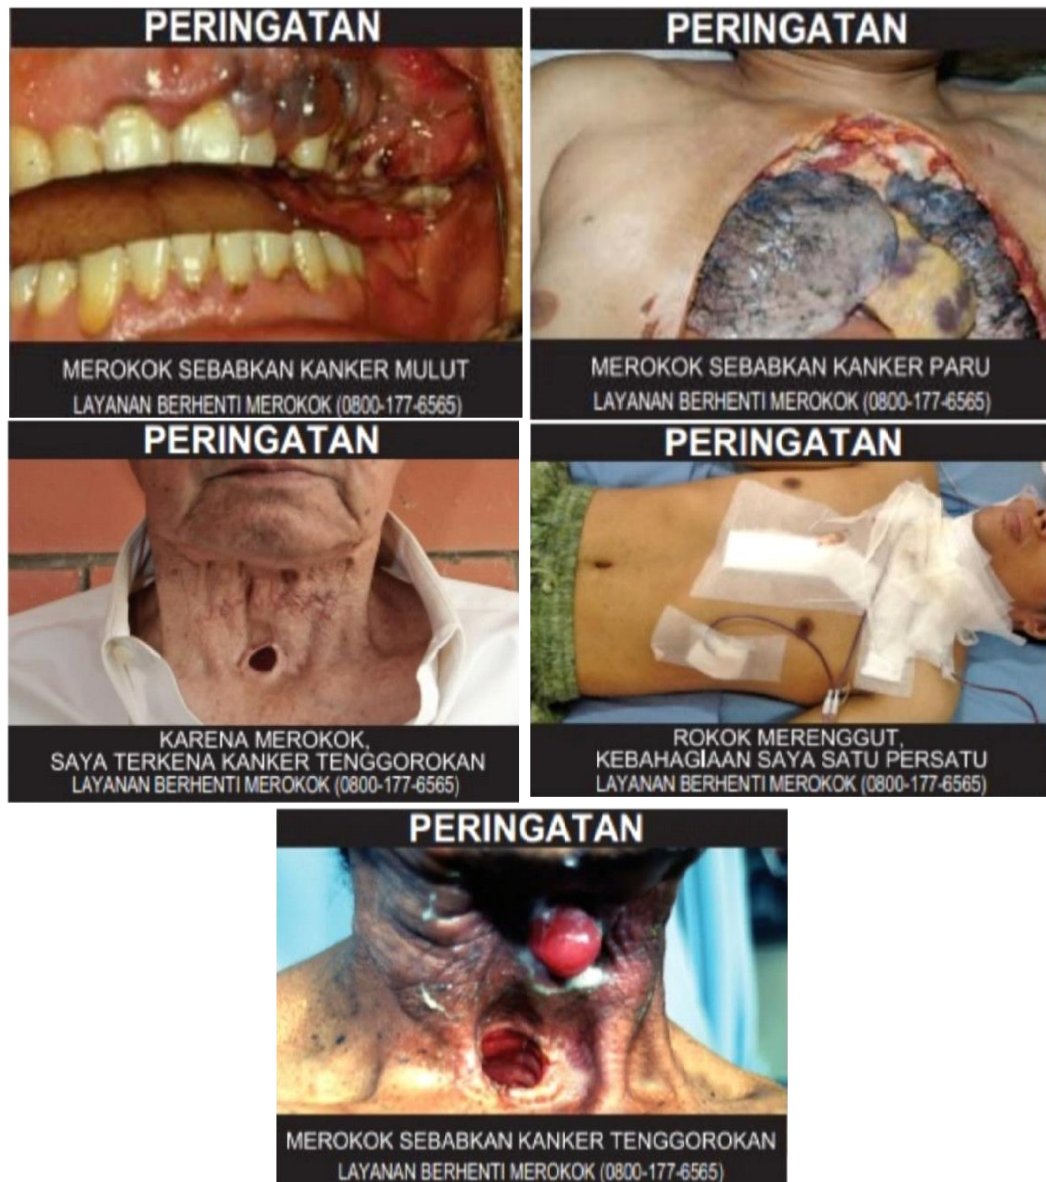 PERINGATAN
MEROKOK SEBABKAN KANKER MULUT
LAYANAN BERHENTI MEROKOK (0800-177-6565)
PERINGATAN
MEROKOK SEBABKAN KANKER PARU
LAYANAN BERHENTI MEROKOK (0800-177-6565)
PERINGATAN
KARENA MEROKOK,
SAYA TERKENA KANKER TENGGOROKAN
LAYANAN BERHENTI MEROKOK (0800-177-6565)
PERINGATAN
ROKOK MERENGGUT,
KEBAHAGIAAN SAYA SATU PERSATU
LAYANAN BERHENTI MEROKOK (0800-177-6565)
PERINGATAN
MEROKOK SEBABKAN KANKER TENGGOROKAN
LAYANAN BERHENTI MEROKOK (0800-177-6565)